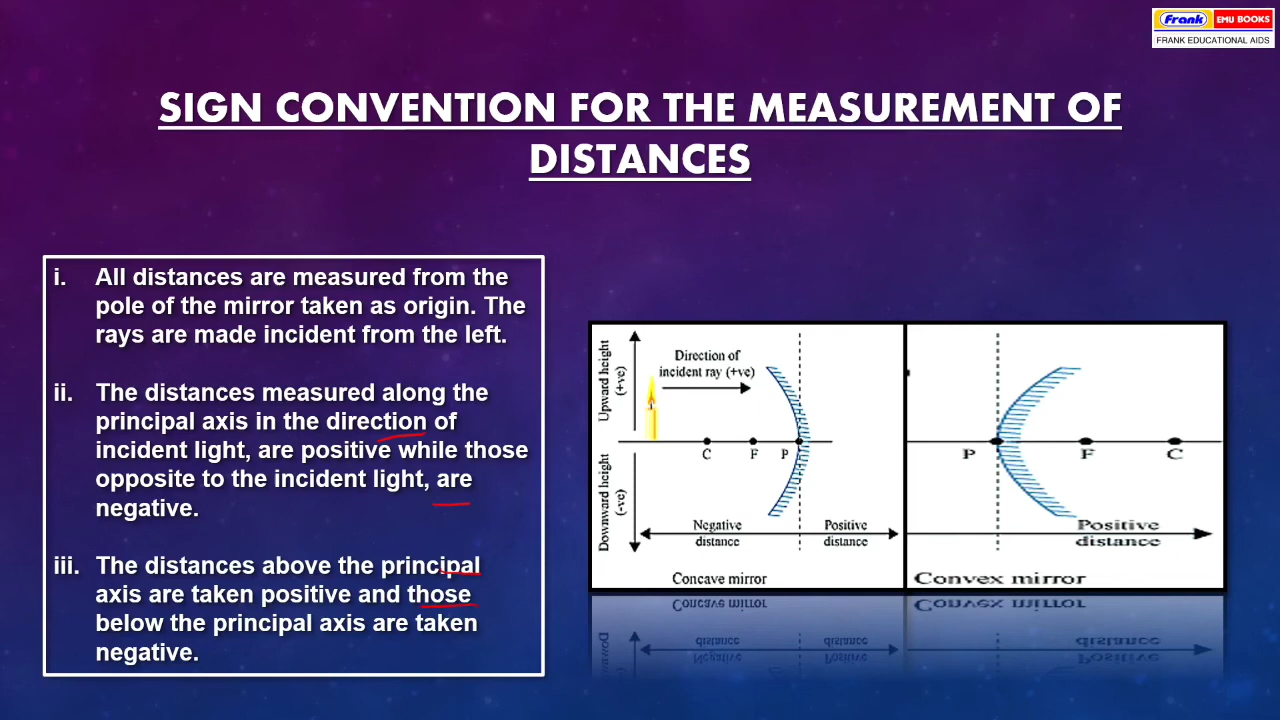 Frank EMU BOOKS
FRANK EDUCATIONAL AIDS
SIGN CONVENTION FOR THE MEASUREMENT OF
DISTANCES
i. All distances are measured from the
pole of the mirror taken as origin. The
rays are made incident from the left.
ii. The distances measured along the
principal axis in the direction of
incident light, are positive while those
opposite to the incident light, are
negative.
iii. The distances above the principal
axis are taken positive and those
below the principal axis are taken
negative.
Upward height
(+ve)
Direction of
incident ray (+ve)
C F P
Downward height
(-ve)
Negative
distance
Positive
distance
Concave mirror
P F C
Positive
distance
Convex mirror